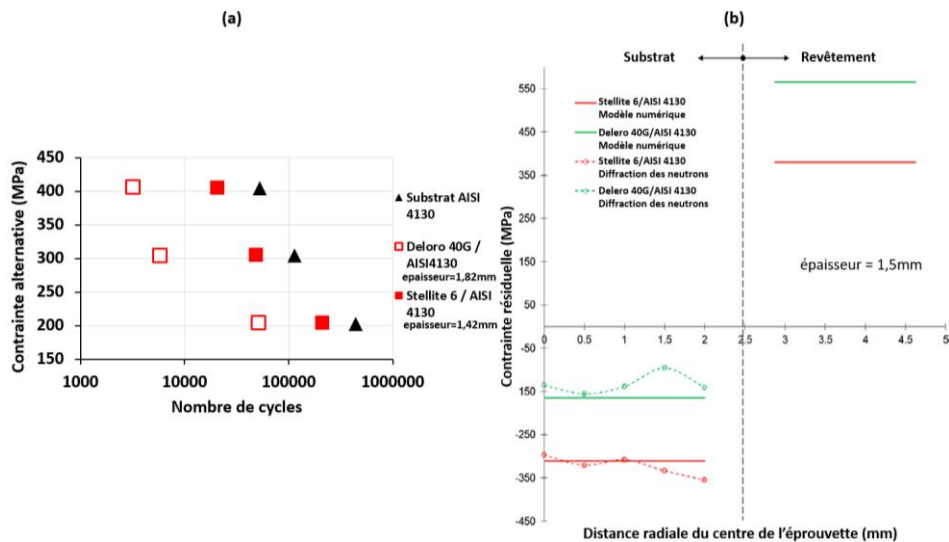 (a)
Contrainte alternative (MPa)
450
400
350
300
250
200
150
1000
10000
100000
1000000
Nombre de cycles
Substrat AISI
4130
Deloro 40G /
AISI4130
epaisseur=1,82mm
Stellite 6 / AISI
4130
epaisseur=1,42mm
(b)
Substrat
Revêtement
Contrainte résiduelle (MPa)
550
450
350
250
150
50
-50
-150
-250
-350
-450
0
0.5
1
1.5
2
2.5
3
3.5
4
4.5
5
Stellite 6/AISI 4130
Modèle numérique
Delero 40G/AISI 4130
Modèle numérique
Stellite 6/AISI 4130
Diffraction des neutrons
Delero 40G/AISI 4130
Diffraction des neutrons
épaisseur = 1,5mm
Distance radiale du centre de l'éprouvette (mm)